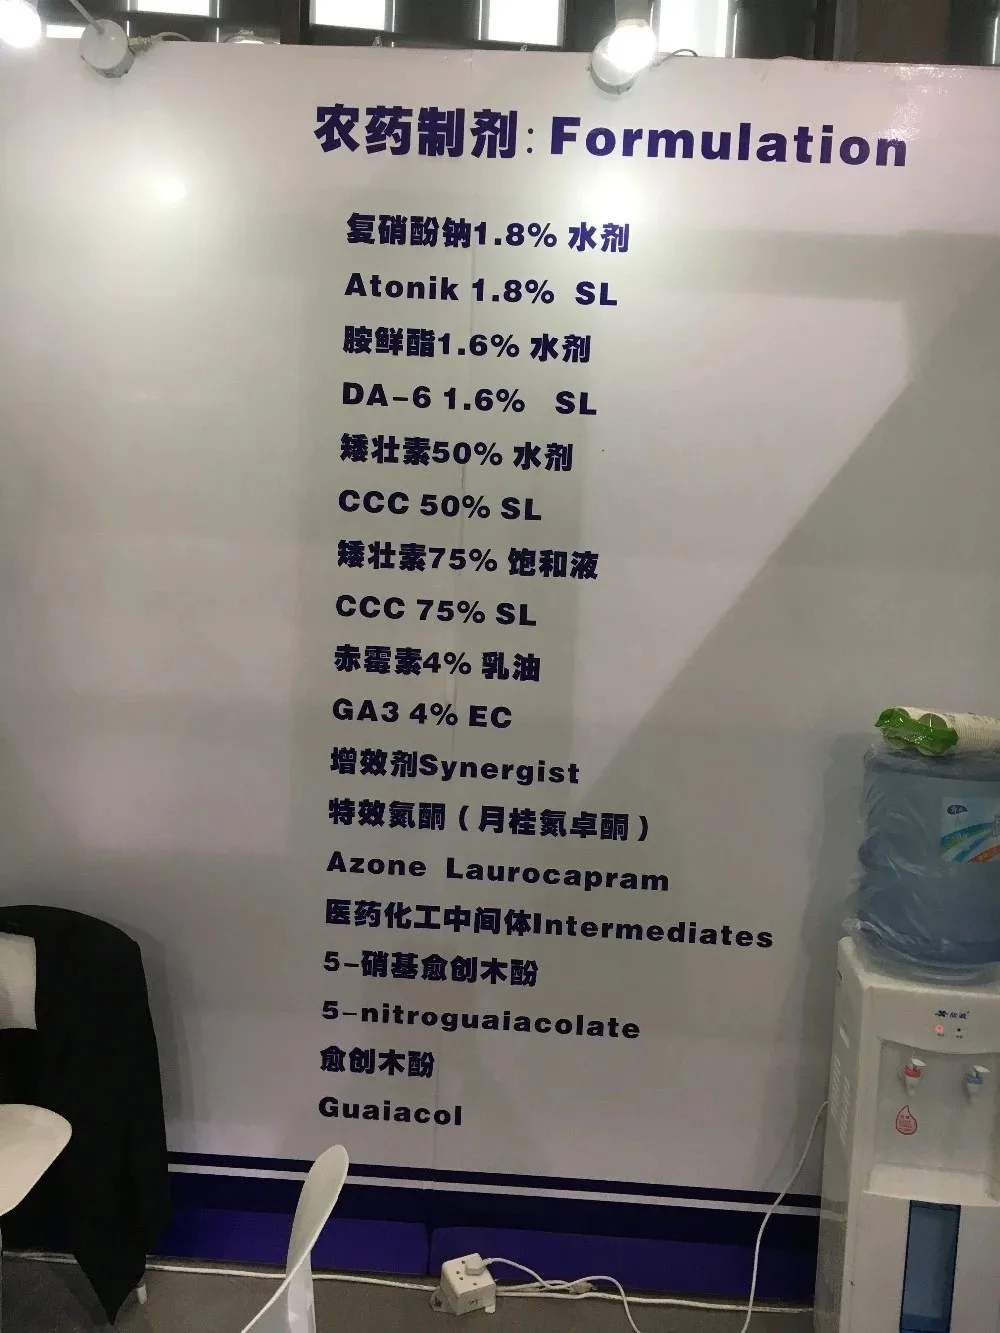 农药制剂: Formulation
复硝酚钠1.8% 水剂
Atonik 1.8% SL
胺鲜酯1.6% 水剂
DA-6 1.6% SL
矮壮素50% 水剂
CCC 50% SL
矮壮素75% 饱和液
CCC 75% SL
赤霉素4% 乳油
GA3 4% EC
增效剂Synergist
特效氮酮（月桂氮卓酮）
Azone Laurocapram
医药化工中间体Intermediates
5-硝基愈创木酚
5-nitroguaiacolate
愈创木酚
Guaiacol